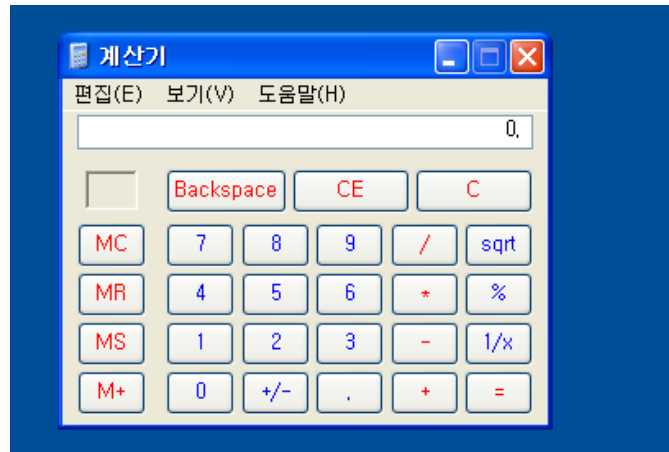 계산기
편집(E) 보기(V) 도움말(H)
0,
Backspace CE C
MC 7 8 9 / sqrt
MR 4 5 6 * %
MS 1 2 3 - 1/x
M+ 0 +/- , + =